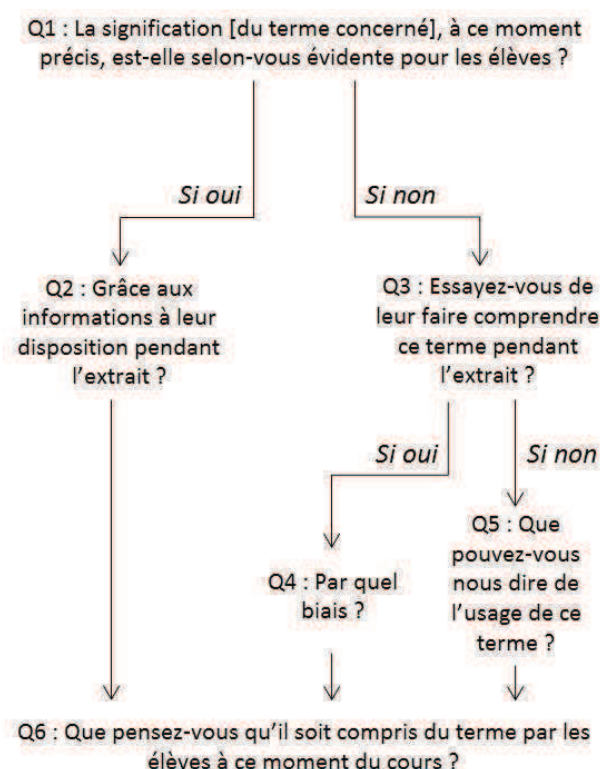 Q1 : La signification [du terme concerné], à ce moment
précis, est-elle selon-vous évidente pour les élèves ?
Si oui
Si non
Q2 : Grâce aux
informations à leur
disposition pendant
l'extrait ?
Q3 : Essayez-vous de
leur faire comprendre
ce terme pendant
l'extrait ?
Si oui
Si non
Q4 : Par quel
biais ?
Q5 : Que
pouvez-vous
nous dire de
l'usage de ce
terme ?
Q6 : Que pensez-vous qu'il soit compris du terme par les
élèves à ce moment du cours ?